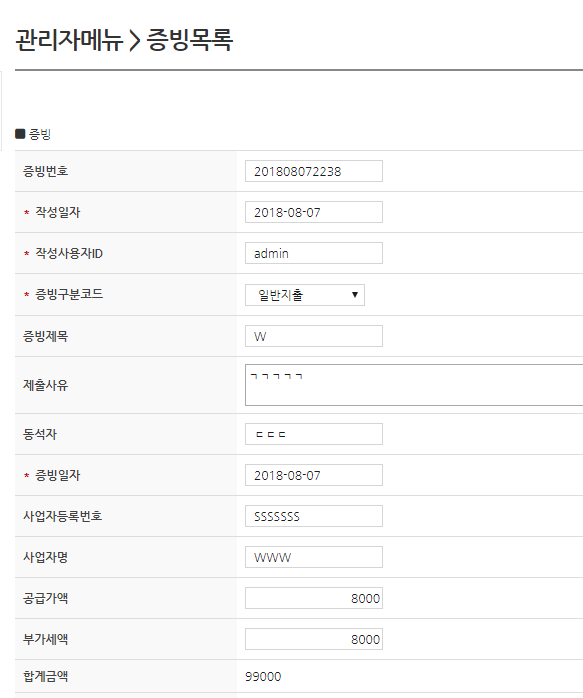 관리자메뉴 > 증빙목록
■ 증빙
증빙번호 201808072238
* 작성일자 2018-08-07
* 작성사용자ID admin
* 증빙구분코드 일반지출 ▼
증빙제목 W
제출사유 ㄱㄱㄱㄱㄱ
동석자 ㄷㄷㄷ
* 증빙일자 2018-08-07
사업자등록번호 SSSSSSS
사업자명 WWW
공급가액 8000
부가세액 8000
합계금액 99000